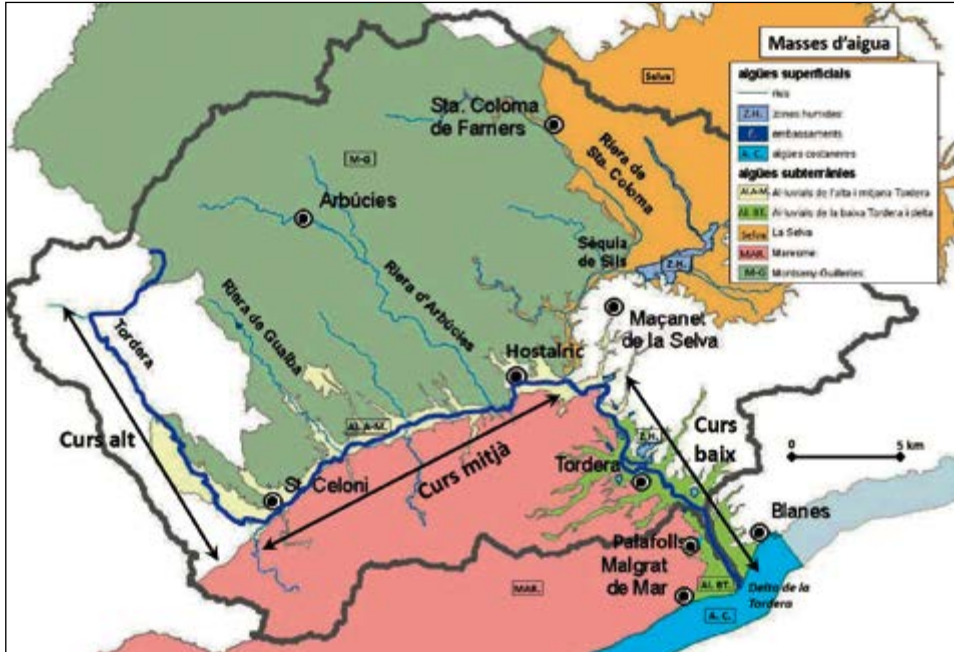 Masses d'aigua
aigües superficials
rius
Z.H. zones humides
E. embassaments
A. C. aigües costaneres
aigües subterrànies
Al.A-M. Al·luvials de l'alta i mitjana Tordera
Al. BT. Al·luvials de la baixa Tordera i delta
Selva La Selva
MAR. Maresme
M-G Montseny-Guilleries
Selva
Sta. Coloma
de Farners
Riera de
Sta. Coloma
M-G
Arbúcies
Sèquia
de Sils
Z.H.
Riera d'Arbúcies
Riera de Gualba
Tordera
Maçanet
de la Selva
Hostalric
Curs alt
Al. A-M.
Curs mitjà
Curs
baix
Z.H.
0 5 km
Tordera
St. Celoni
Blanes
Palafolls
Malgrat
de Mar
MAR.
Al. BT.
Delta de la
Tordera
A. C.